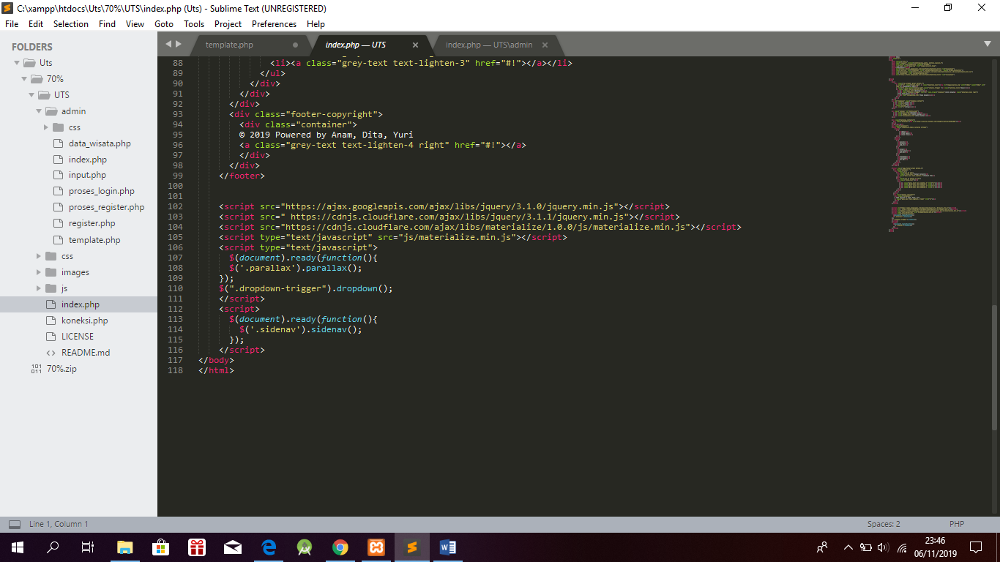 C:\xampp\htdocs\Uts\70%\UTS\index.php (Uts) - Sublime Text (UNREGISTERED)
File Edit Selection Find View Goto Tools Project Preferences Help
FOLDERS
Uts
70%
UTS
admin
css
data_wisata.php
index.php
input.php
proses_login.php
proses_register.php
register.php
template.php
css
images
js
index.php
koneksi.php
LICENSE
README.md
70%.zip
template.php
index.php — UTS
index.php — UTS\admin
88 <li><a class="grey-text text-lighten-3" href="#!"></a></li>
89 </ul>
90 </div>
91 </div>
92 </div>
93 <div class="footer-copyright">
94 <div class="container">
95 © 2019 Powered by Anam, Dita, Yuri
96 <a class="grey-text text-lighten-4 right" href="#!"></a>
97 </div>
98 </div>
99 </footer>
100
101
102 <script src="https://ajax.googleapis.com/ajax/libs/jquery/3.1.0/jquery.min.js"></script>
103 <script src=" https://cdnjs.cloudflare.com/ajax/libs/jquery/3.1.1/jquery.min.js"></script>
104 <script src="https://cdnjs.cloudflare.com/ajax/libs/materialize/1.0.0/js/materialize.min.js"></script>
105 <script type="text/javascript" src="js/materialize.min.js"></script>
106 <script type="text/javascript">
107 $(document).ready(function(){
108 $('.parallax').parallax();
109 });
110 $(".dropdown-trigger").dropdown();
111 </script>
112 <script>
113 $(document).ready(function(){
114 $('.sidenav').sidenav();
115 });
116 </script>
117 </body>
118 </html>
Line 1, Column 1
Spaces: 2
PHP
23:46
06/11/2019